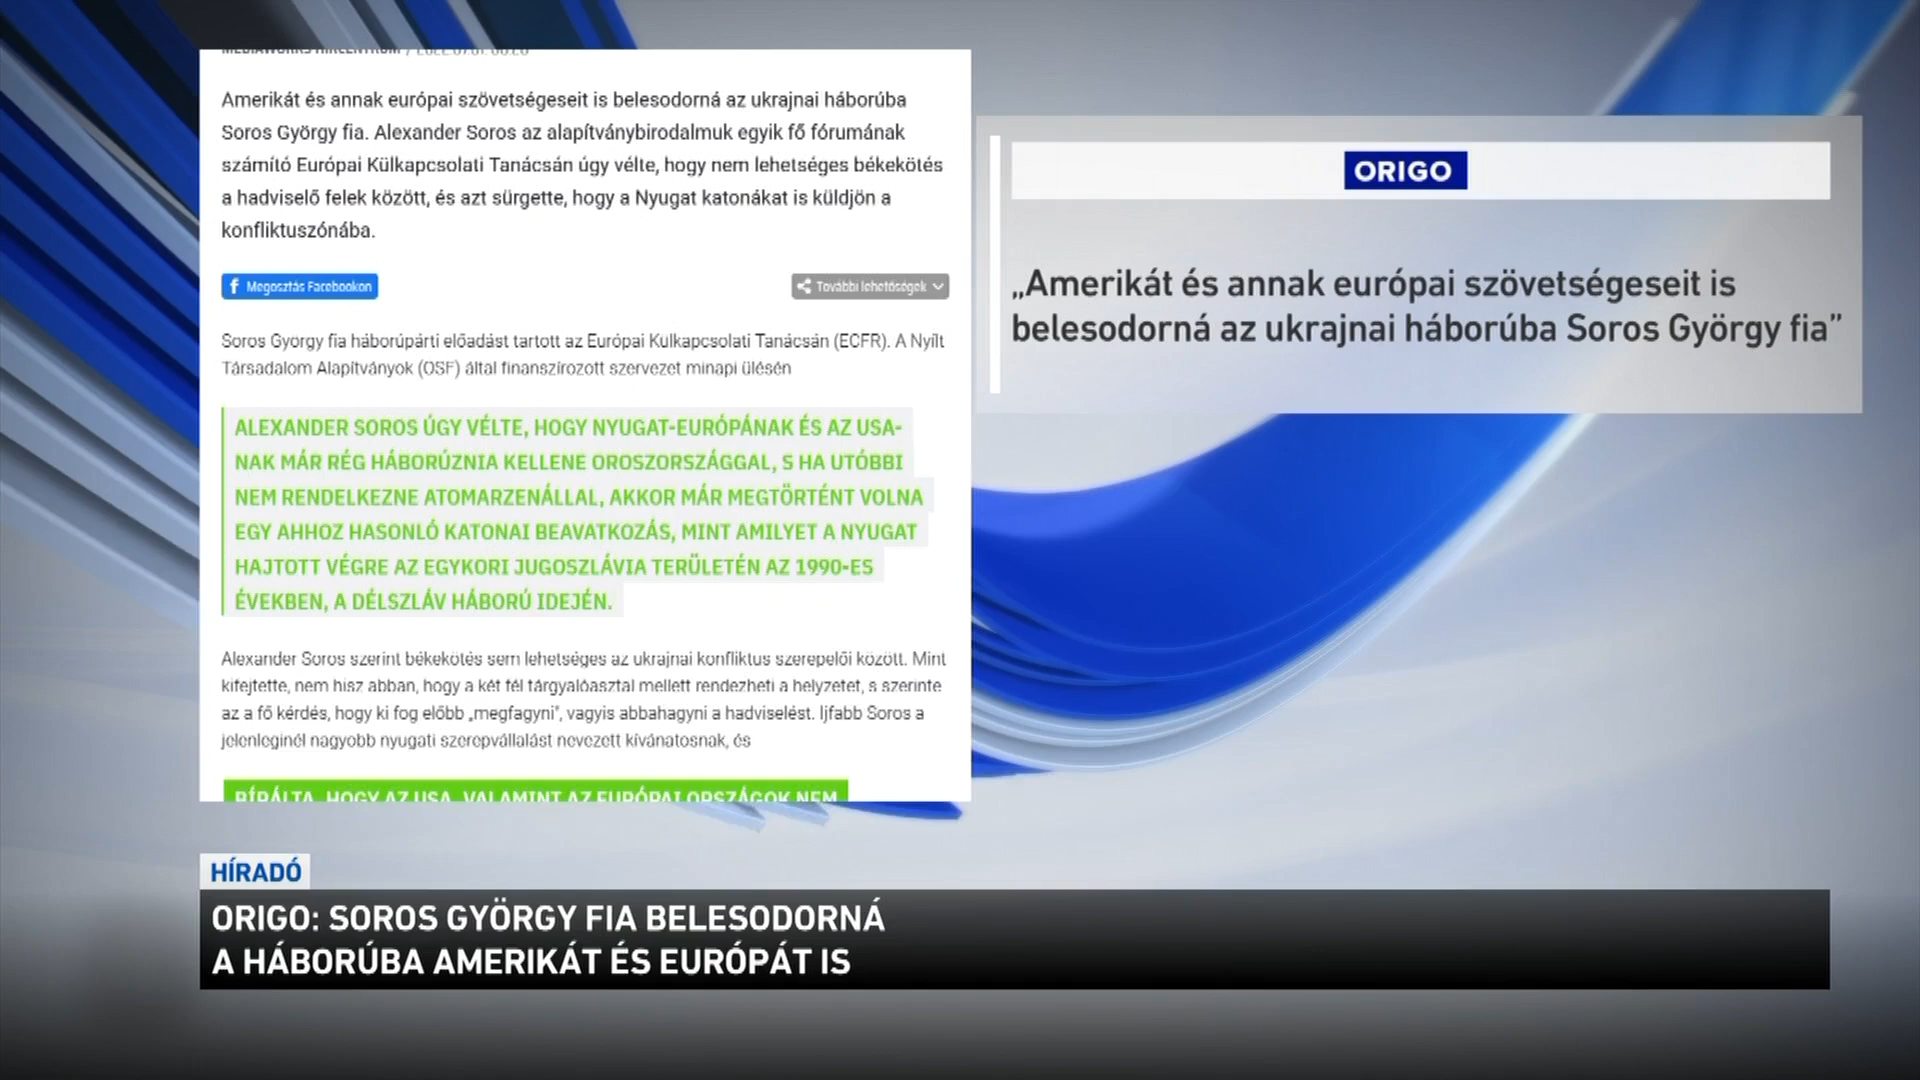 Amerikát és annak európai szövetségeseit is belesodorná az ukrajnai háborúba
Soros György fia. Alexander Soros az alapítványbirodalmuk egyik fő fórumának
számító Európai Külkapcsolati Tanácsán úgy vélte, hogy nem lehetséges békekötés
a hadviselő felek között, és azt sürgette, hogy a Nyugat katonákat is küldjön a
konfliktuszónába.
Megosztás Facebookon
További lehetőségek
Soros György fia háborúpárti előadást tartott az Európai Kulkapcsolati Tanácsán (ECFR). A Nyílt
Társadalom Alapítványok (OSF) által finanszírozott szervezet minapi ülésén
ALEXANDER SOROS ÚGY VÉLTE, HOGY NYUGAT-EURÓPÁNAK ÉS AZ USA-
NAK MÁR RÉG HÁBORÚZNIA KELLENE OROSZORSZÁGGAL, S HA UTÓBBI
NEM RENDELKEZNE ATOMARZENÁLLAL, AKKOR MÁR MEGTÖRTÉNT VOLNA
EGY AHHOZ HASONLÓ KATONAI BEAVATKOZÁS, MINT AMILYET A NYUGAT
HAJTOTT VÉGRE AZ EGYKORI JUGOSZLÁVIA TERÜLETÉN AZ 1990-ES
ÉVEKBEN, A DÉLSZLÁV HÁBORÚ IDEJÉN.
Alexander Soros szerint békekötés sem lehetséges az ukrajnai konfliktus szereplői között. Mint
kifejtette, nem hisz abban, hogy a két fél tárgyalóasztal mellett rendezheti a helyzetet, s szerinte
az a fő kérdés, hogy ki fog előbb „megfagyni", vagyis abbahagyni a hadviselést. Ijfabb Soros a
jelenleginél nagyobb nyugati szerepvállalást nevezett kívánatosnak, és
BÍRÁLTA, HOGY AZ USA, VALAMINT AZ EURÓPAI ORSZÁGOK NEM
ORIGO
„Amerikát és annak európai szövetségeseit is
belesodorná az ukrajnai háborúba Soros György fia”
HÍRADÓ
ORIGO: SOROS GYÖRGY FIA BELESODORNÁ
A HÁBORÚBA AMERIKÁT ÉS EURÓPÁT IS